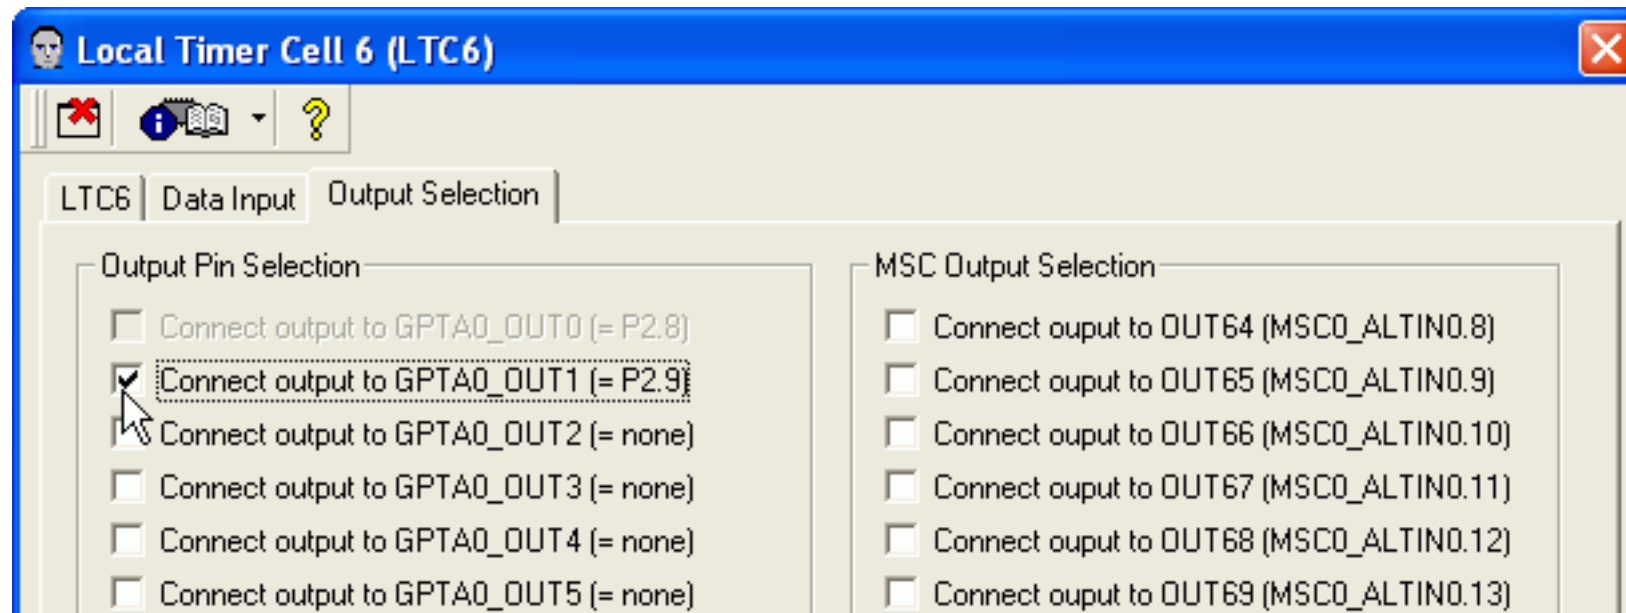 Local Timer Cell 6 (LTC6)
LTC6
Data Input
Output Selection
Output Pin Selection
Connect output to GPTA0_OUT0 (= P2.8)
Connect output to GPTA0_OUT1 (= P2.9)
Connect output to GPTA0_OUT2 (= none)
Connect output to GPTA0_OUT3 (= none)
Connect output to GPTA0_OUT4 (= none)
Connect output to GPTA0_OUT5 (= none)
MSC Output Selection
Connect ouput to OUT64 (MSC0_ALTIN0.8)
Connect ouput to OUT65 (MSC0_ALTIN0.9)
Connect ouput to OUT66 (MSC0_ALTIN0.10)
Connect ouput to OUT67 (MSC0_ALTIN0.11)
Connect ouput to OUT68 (MSC0_ALTIN0.12)
Connect ouput to OUT69 (MSC0_ALTIN0.13)